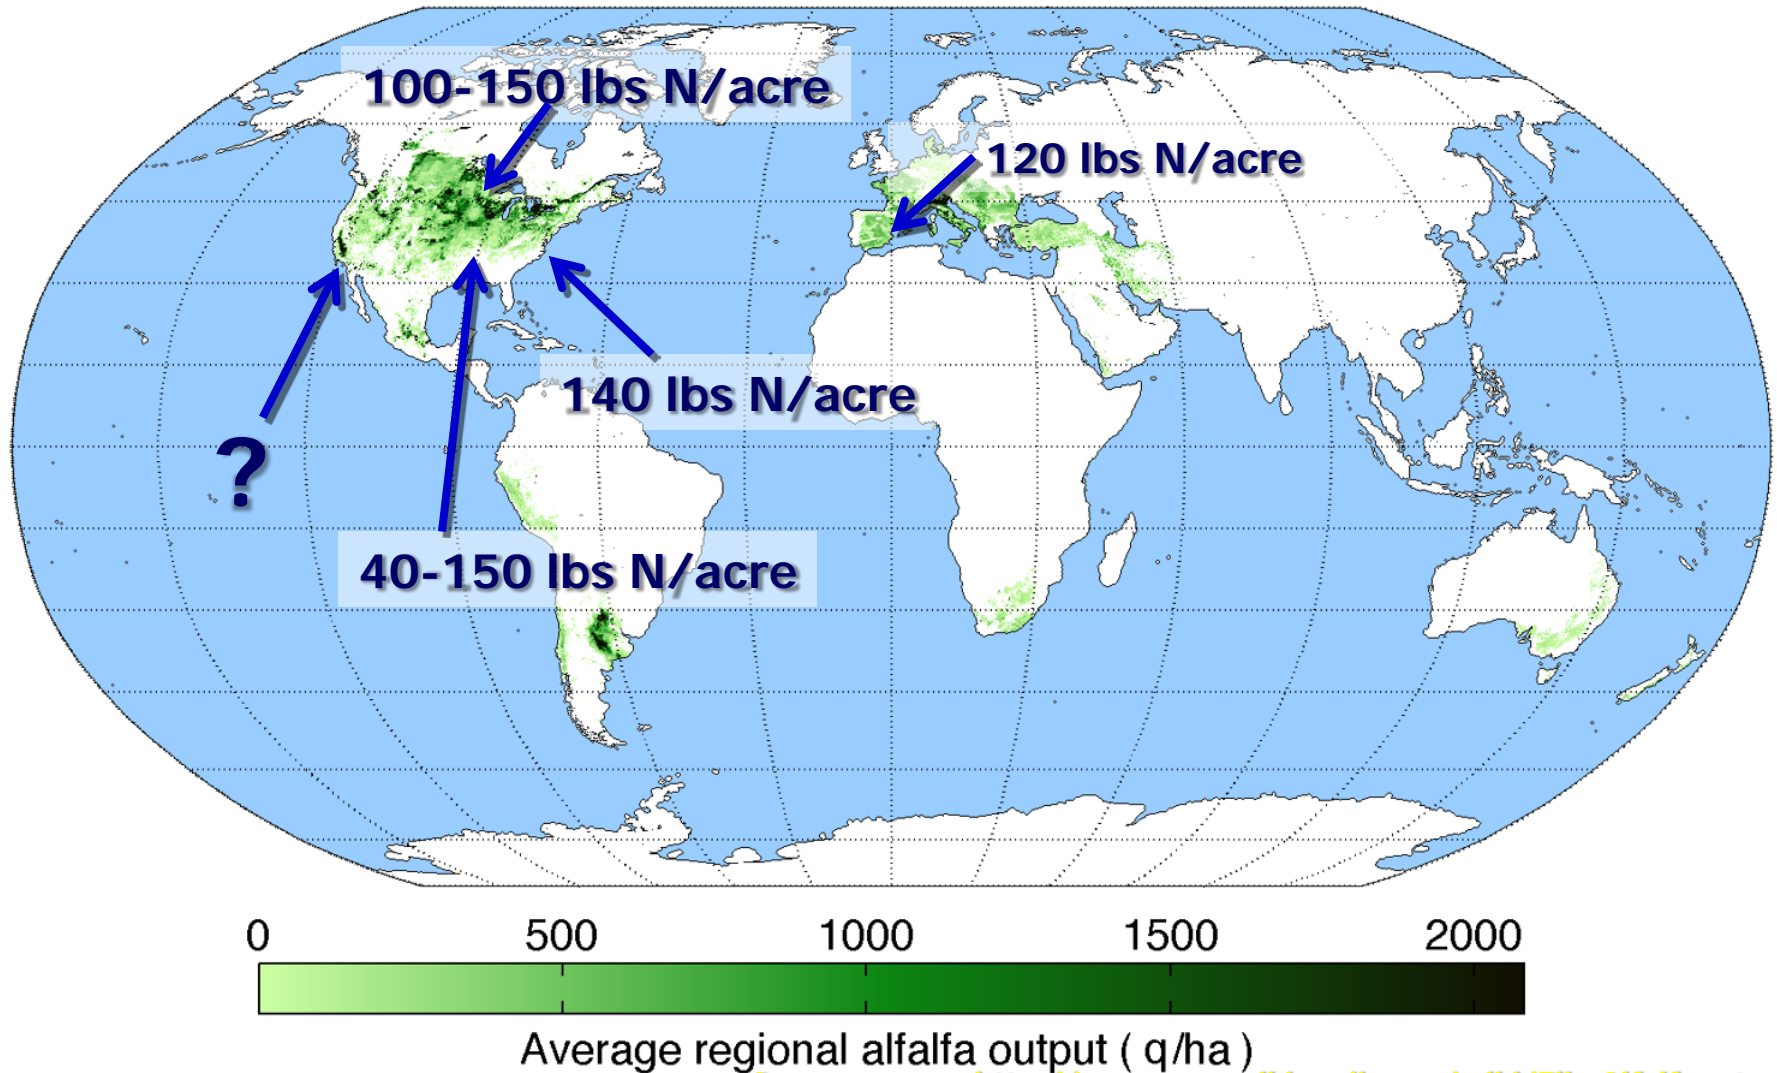 100-150 lbs N/acre
120 lbs N/acre
140 lbs N/acre
?
40-150 lbs N/acre
0 500 1000 1500 2000
Average regional alfalfa output ( q/ha )